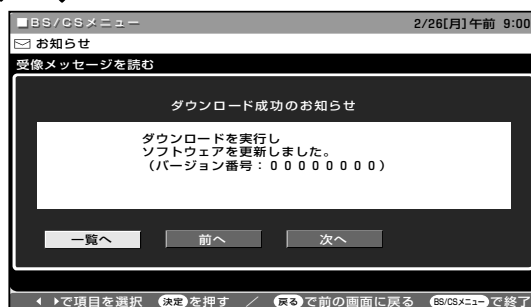 ■BS/CSメニュー 2/26[月]午前 9:00
お知らせ
受像メッセージを読む
ダウンロード成功のお知らせ
ダウンロードを実行し
ソフトウェアを更新しました。
(バージョン番号：００００００００)
一覧へ 前へ 次へ
で項目を選択 決定を押す ／ 戻るで前の画面に戻る BS/CSメニューで終了